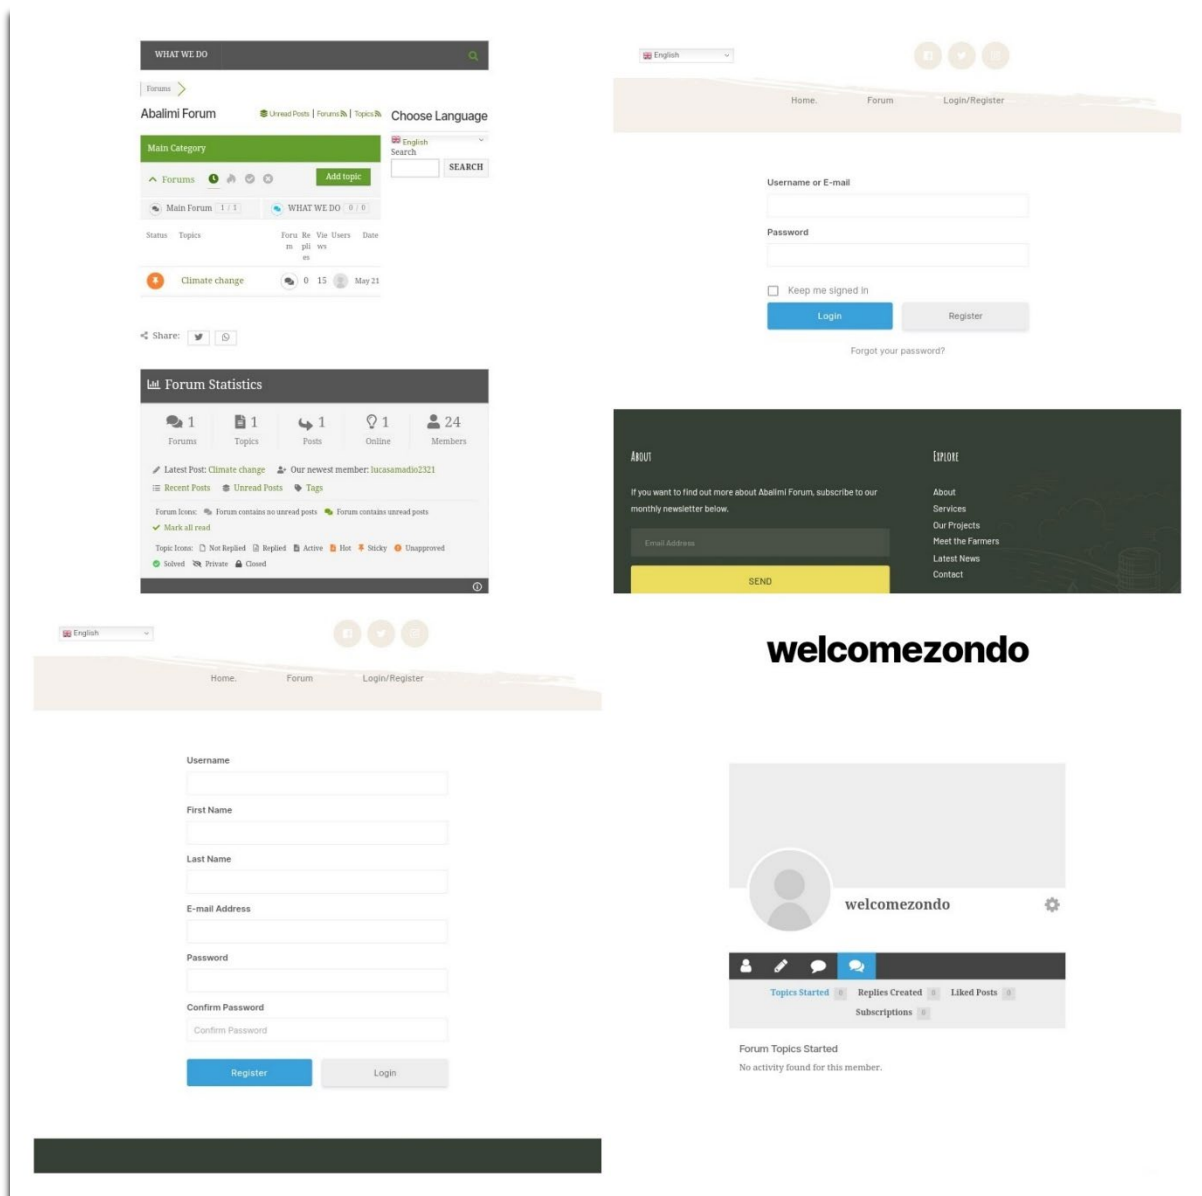 WHAT WE DO
Forums
Abalimi Forum
Unread Posts | Forums | Topics
Choose Language
English
Search
SEARCH
Main Category
Forums
Add topic
Main Forum 1 / 1
WHAT WE DO 0 / 0
Status Topics Foru Re Vie Users Date
m pli ws
es
Climate change 0 15 May 21
Share:
Forum Statistics
1 1 1 1 24
Forums Topics Posts Online Members
Latest Post: Climate change Our newest member: lucasamadio2321
Recent Posts Unread Posts Tags
Forum Icons: Forum contains no unread posts Forum contains unread posts
Mark all read
Topic Icons: Not Replied Replied Active Hot Sticky Unapproved
Solved Private Closed
English
Home. Forum Login/Register
Username or E-mail
Password
Keep me signed in
Login Register
Forgot your password?
About
If you want to find out more about Abalimi Forum, subscribe to our
monthly newsletter below.
Email Address
SEND
Explore
About
Services
Our Projects
Meet the Farmers
Latest News
Contact
English
Home. Forum Login/Register
Username
First Name
Last Name
E-mail Address
Password
Confirm Password
Confirm Password
Register Login
welcomezondo
welcomezondo
Topics Started 0 Replies Created 0 Liked Posts 0
Subscriptions 0
Forum Topics Started
No activity found for this member.